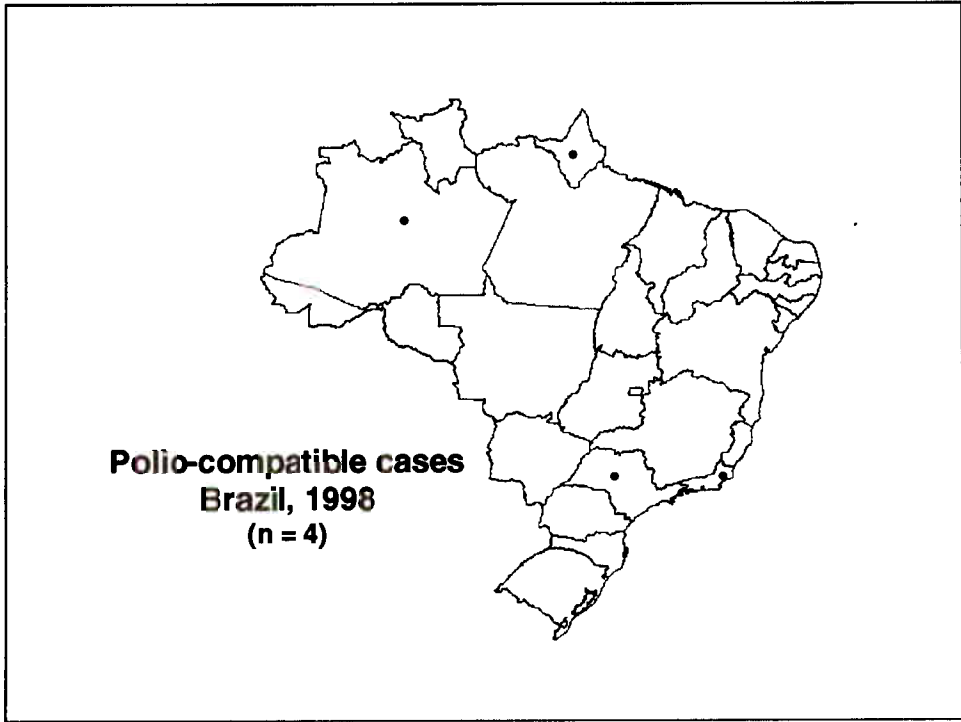 Polio-compatible cases
Brazil, 1998
(n = 4)